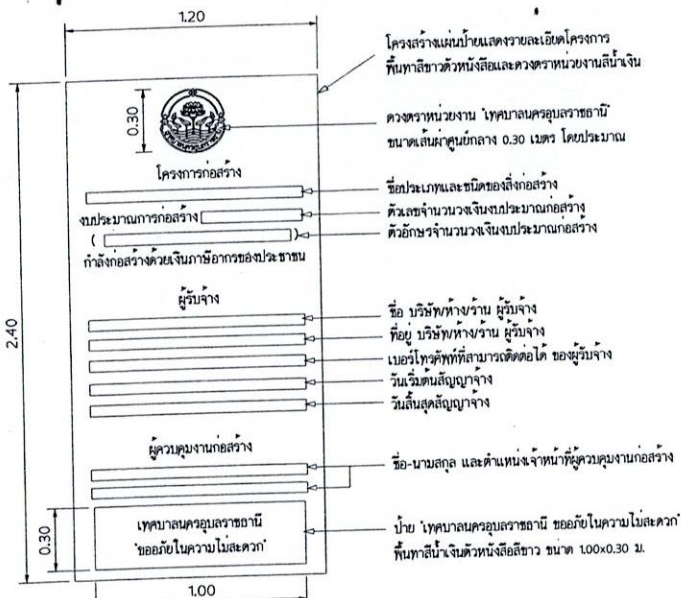 1.20
โครงสร้างแผ่นป้ายแสดงรายละเอียดโครงการ
พื้นทาสีขาวตัวหนังสือและดวงตราหน่วยงานสีน้ำเงิน
2.40
0.30
ดวงตราหน่วยงาน "เทศบาลนครอุบลราชธานี"
ขนาดเส้นผ่าศูนย์กลาง 0.30 เมตร โดยประมาณ
โครงการก่อสร้าง
ชื่อประเภทและชนิดของสิ่งก่อสร้าง
งบประมาณการก่อสร้าง
ตัวเลขจำนวนวงเงินงบประมาณก่อสร้าง
( )
ตัวอักษรจำนวนวงเงินงบประมาณก่อสร้าง
กำลังก่อสร้างด้วยเงินภาษีอากรของประชาชน
ผู้รับจ้าง
ชื่อ บริษัท/ห้าง/ร้าน ผู้รับจ้าง
ที่อยู่ บริษัท/ห้าง/ร้าน ผู้รับจ้าง
เบอร์โทรศัพท์ที่สามารถติดต่อได้ ของผู้รับจ้าง
วันเริ่มต้นสัญญาจ้าง
วันสิ้นสุดสัญญาจ้าง
ผู้ควบคุมงานก่อสร้าง
ชื่อ-นามสกุล และตำแหน่งเจ้าหน้าที่ผู้ควบคุมงานก่อสร้าง
0.30
เทศบาลนครอุบลราชธานี
"ขออภัยในความไม่สะดวก"
ป้าย "เทศบาลนครอุบลราชธานี ขออภัยในความไม่สะดวก"
พื้นทาสีน้ำเงินตัวหนังสือสีขาว ขนาด 1.00x0.30 ม.
1.00